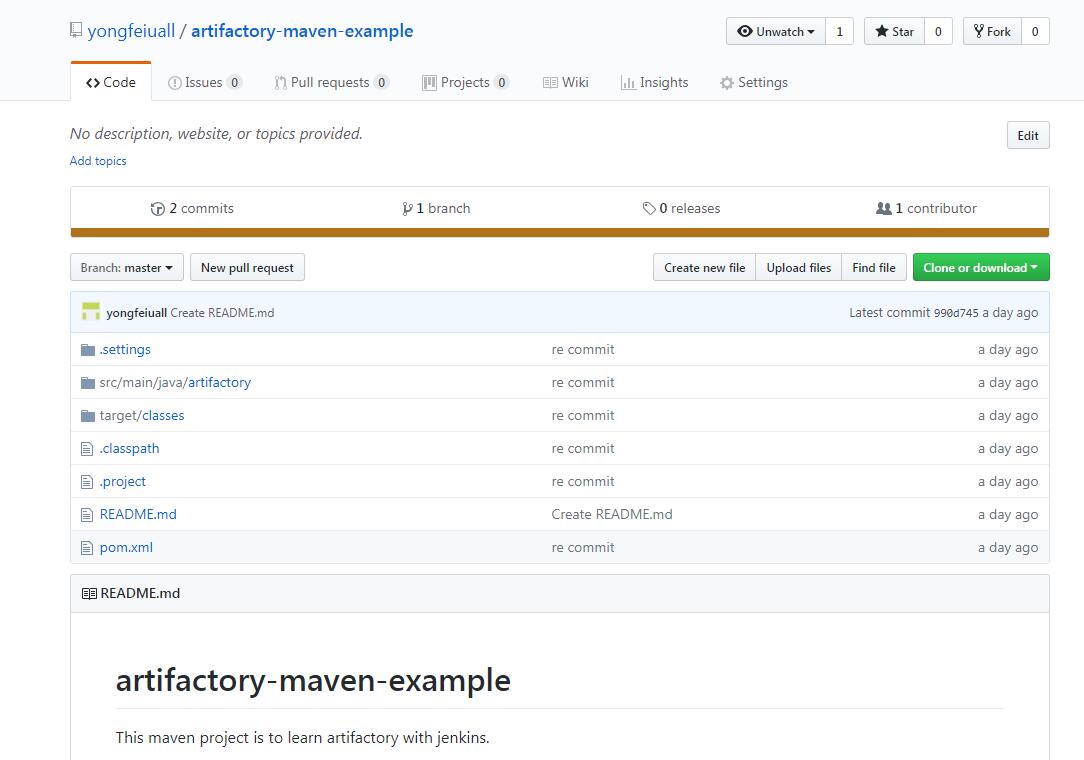 yongfeiuall / artifactory-maven-example
Unwatch 1 Star 0 Fork 0
Code Issues 0 Pull requests 0 Projects 0 Wiki Insights Settings
No description, website, or topics provided.
Edit
Add topics
2 commits 1 branch 0 releases 1 contributor
Branch: master New pull request Create new file Upload files Find file Clone or download
yongfeiuall Create README.md Latest commit 990d745 a day ago
.settings re commit a day ago
src/main/java/artifactory re commit a day ago
target/classes re commit a day ago
.classpath re commit a day ago
.project re commit a day ago
README.md Create README.md a day ago
pom.xml re commit a day ago
README.md
artifactory-maven-example
This maven project is to learn artifactory with jenkins.